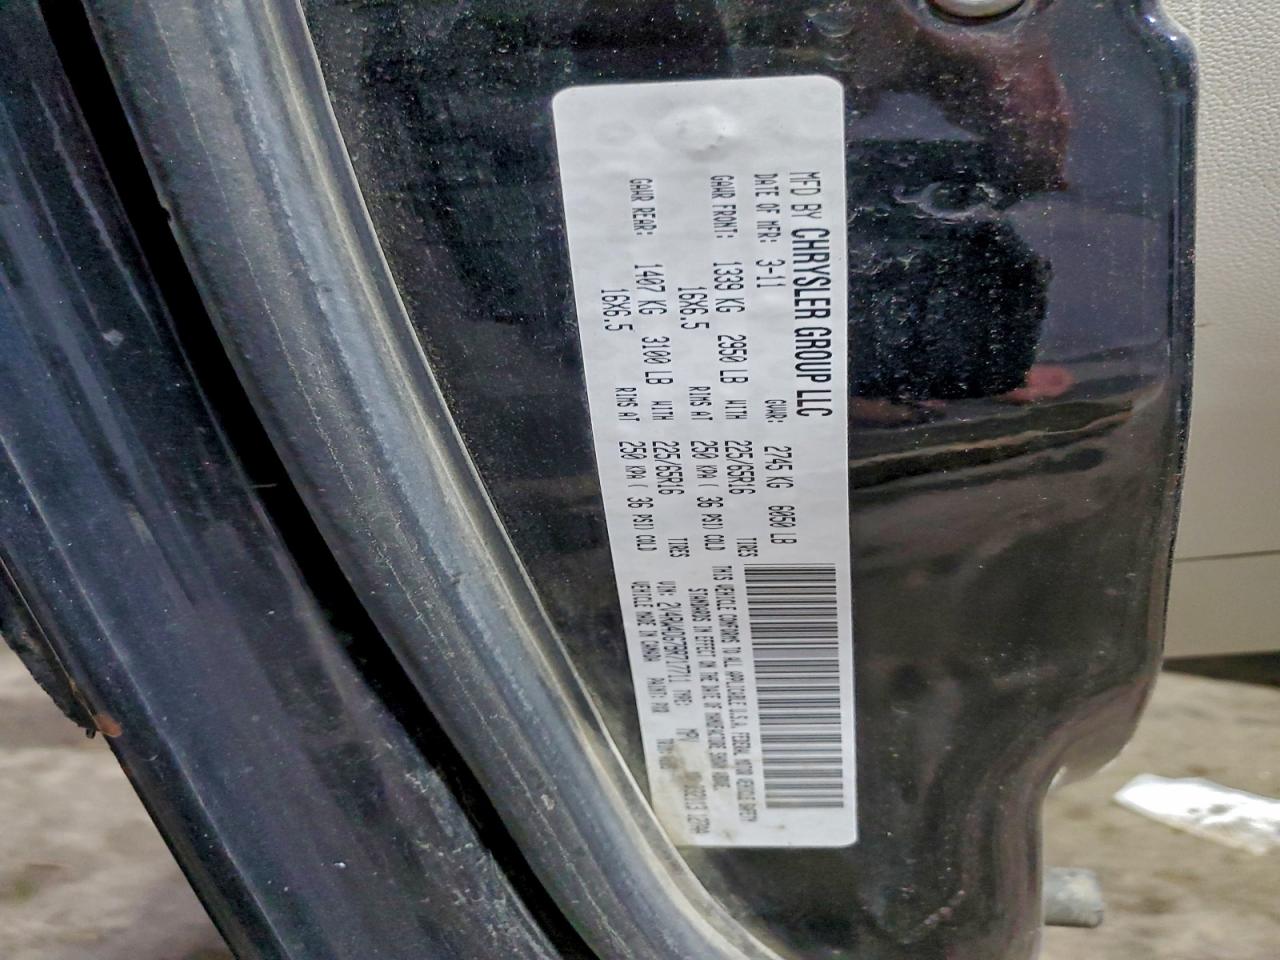 MFD BY CHRYSLER GROUP LLC
DATE OF MFR: 3-11 GVWR: 2745 KG 6050 LB
GAWR FRONT: 1339 KG 2950 LB WITH 225/65R16 TIRES
16X6.5 RIMS AT 250 KPA( 36 PSI) COLD
GAWR REAR: 1407 KG 3100 LB WITH 225/65R16 TIRES
16X6.5 RIMS AT 250 KPA( 36 PSI) COLD
THIS VEHICLE CONFORMS TO ALL APPLICABLE U.S.A. FEDERAL MOTOR VEHICLE SAFETY
STANDARDS IN EFFECT ON THE DATE OF MANUFACTURE SHOWN ABOVE.
VIN: TYPE: MPV
VEHICLE MADE IN CANADA PAINT: